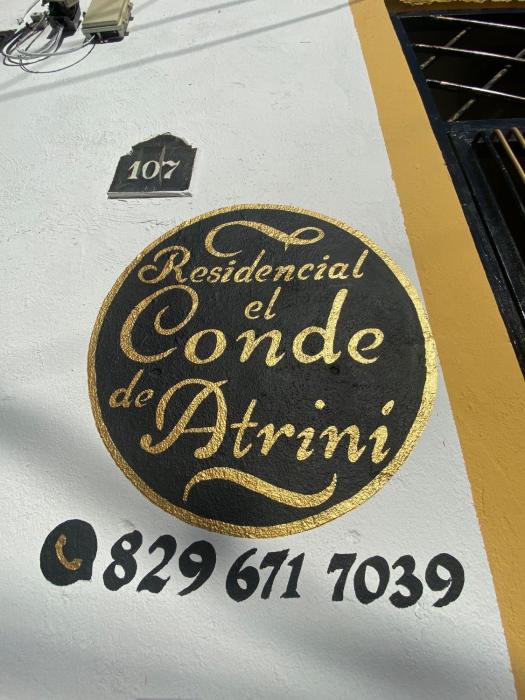 107
Residencial
el
Conde
de Atrini
829 671 7039